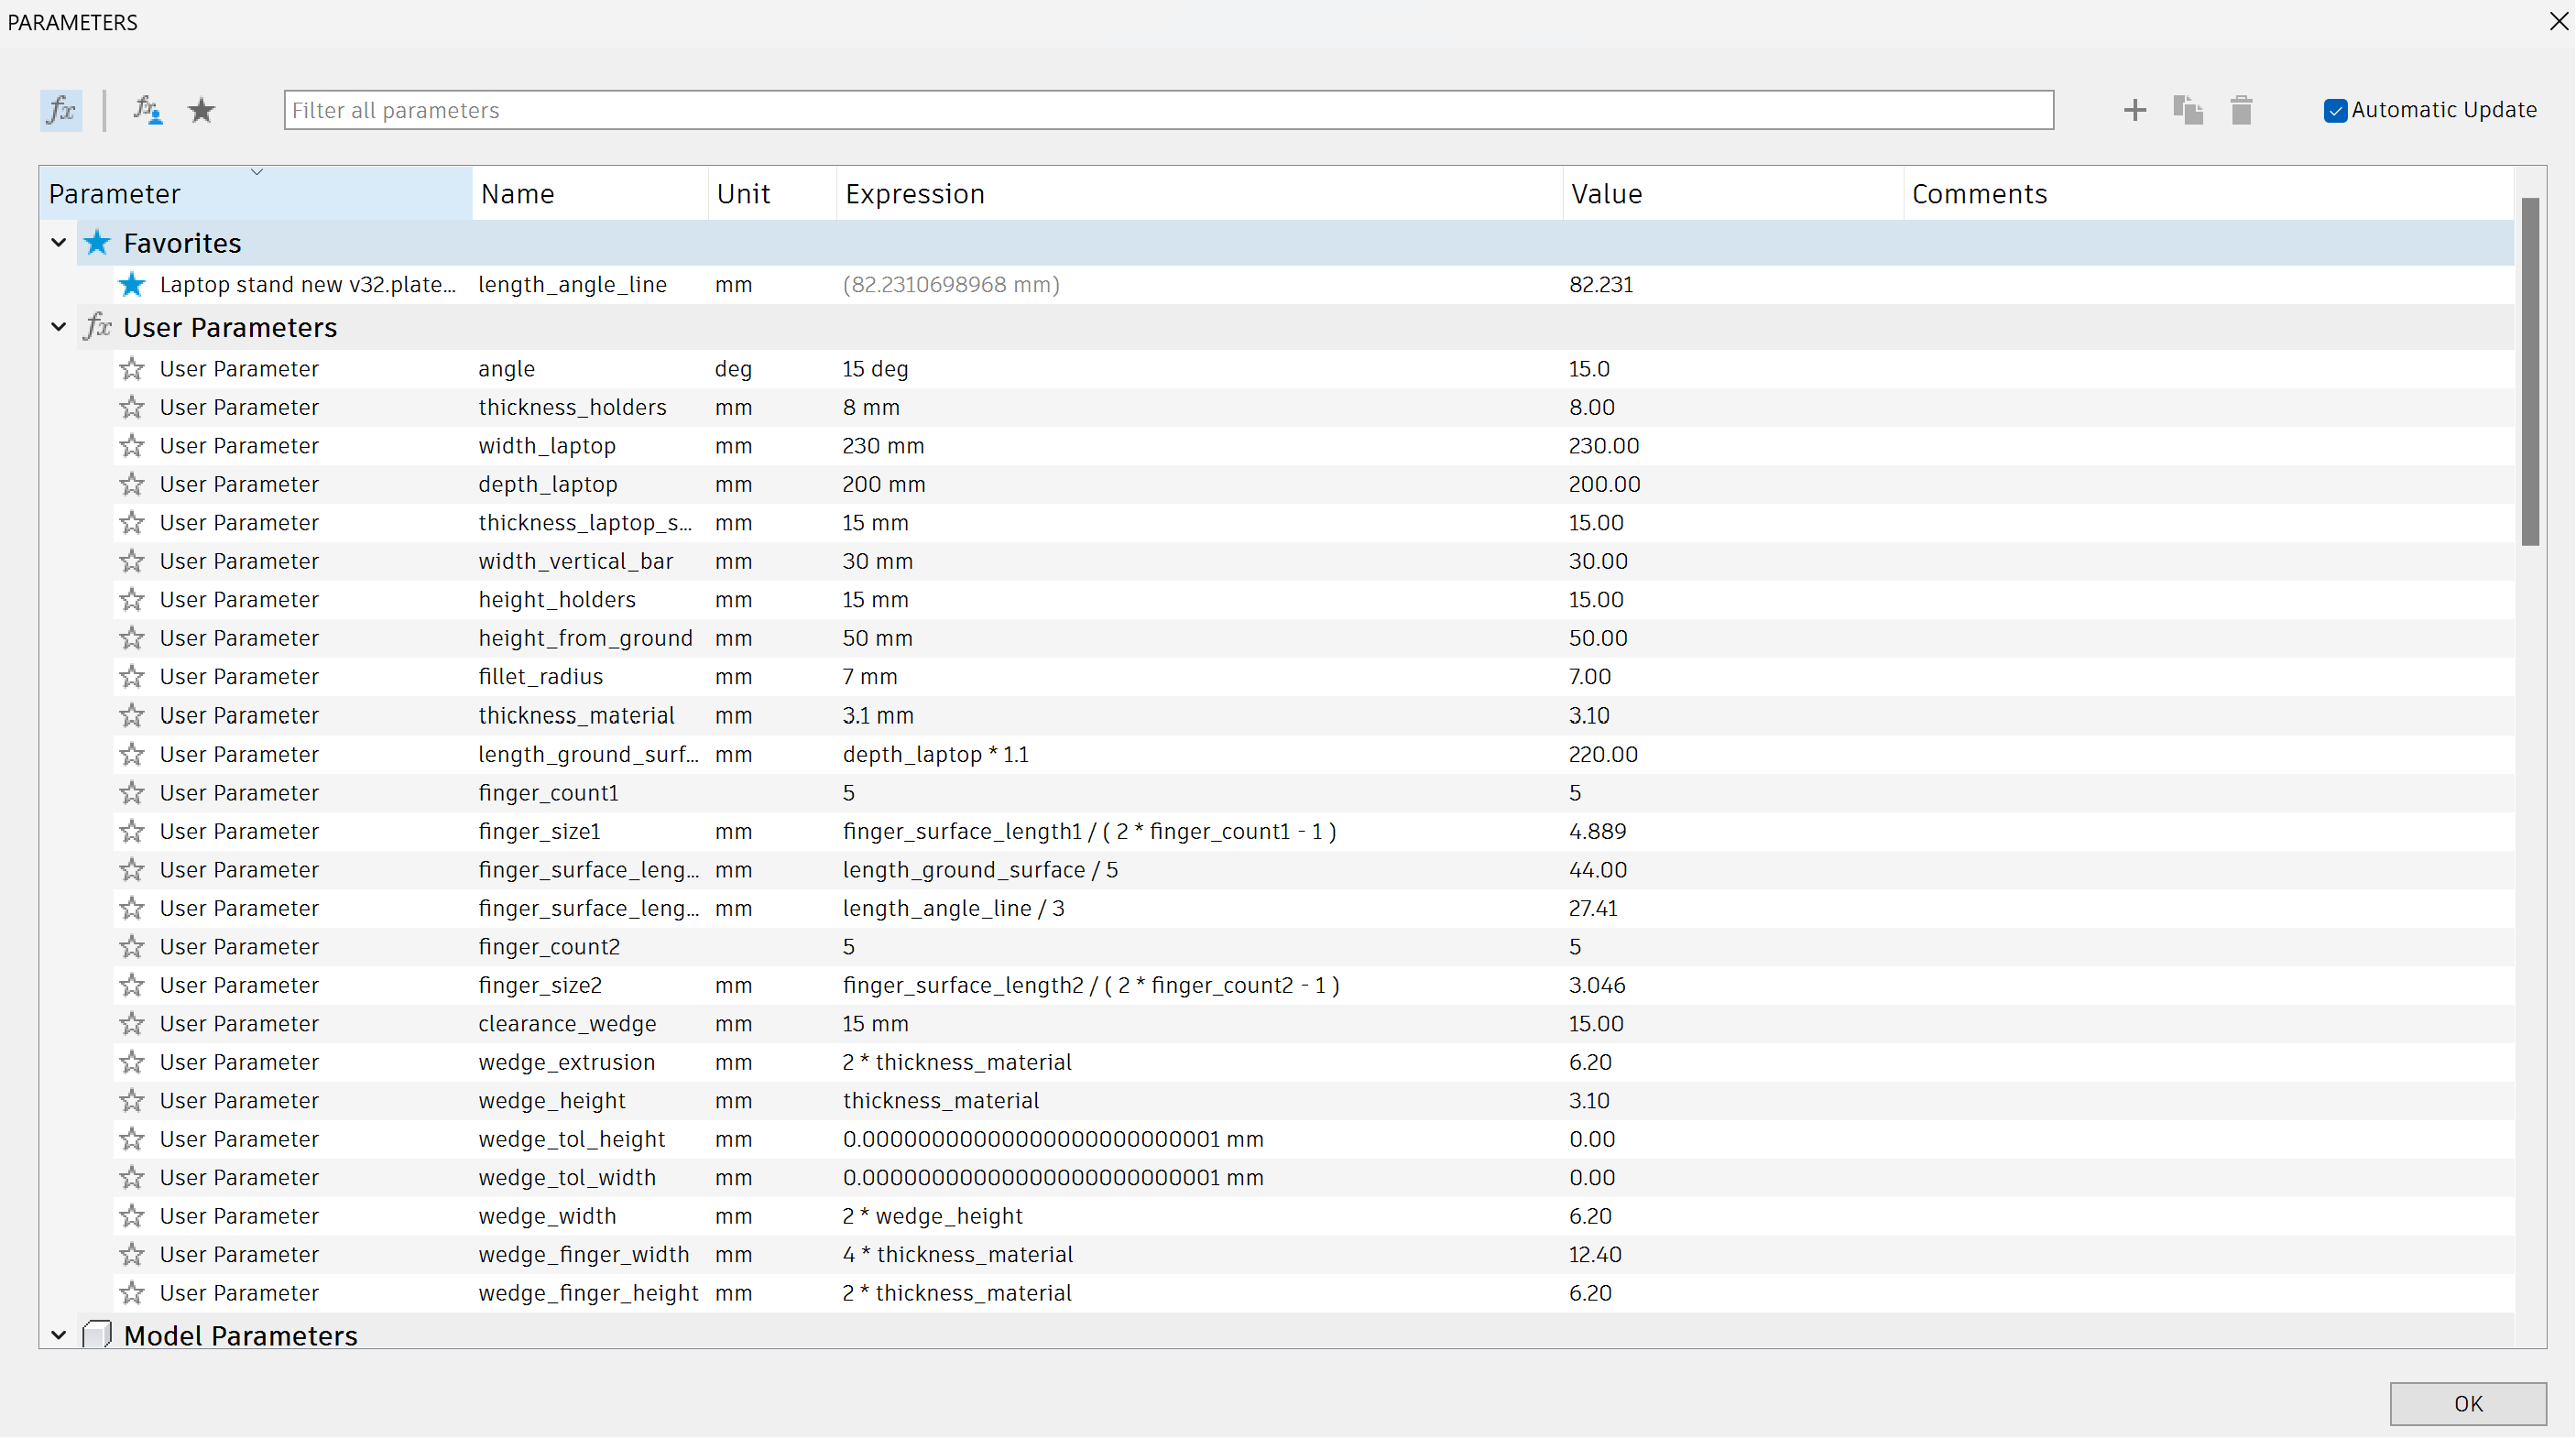 PARAMETERS
fx fx Filter all parameters Automatic Update
Parameter Name Unit Expression Value Comments
Favorites
Laptop stand new v32.plate... length_angle_line mm (82.2310698968 mm) 82.231
fx User Parameters
User Parameter angle deg 15 deg 15.0
User Parameter thickness_holders mm 8 mm 8.00
User Parameter width_laptop mm 230 mm 230.00
User Parameter depth_laptop mm 200 mm 200.00
User Parameter thickness_laptop_s... mm 15 mm 15.00
User Parameter width_vertical_bar mm 30 mm 30.00
User Parameter height_holders mm 15 mm 15.00
User Parameter height_from_ground mm 50 mm 50.00
User Parameter fillet_radius mm 7 mm 7.00
User Parameter thickness_material mm 3.1 mm 3.10
User Parameter length_ground_surf... mm depth_laptop * 1.1 220.00
User Parameter finger_count1 5 5
User Parameter finger_size1 mm finger_surface_length1 / ( 2 * finger_count1 - 1 ) 4.889
User Parameter finger_surface_leng... mm length_ground_surface / 5 44.00
User Parameter finger_surface_leng... mm length_angle_line / 3 27.41
User Parameter finger_count2 5 5
User Parameter finger_size2 mm finger_surface_length2 / ( 2 * finger_count2 - 1 ) 3.046
User Parameter clearance_wedge mm 15 mm 15.00
User Parameter wedge_extrusion mm 2 * thickness_material 6.20
User Parameter wedge_height mm thickness_material 3.10
User Parameter wedge_tol_height mm 0.00000000000000000000000001 mm 0.00
User Parameter wedge_tol_width mm 0.00000000000000000000000001 mm 0.00
User Parameter wedge_width mm 2 * wedge_height 6.20
User Parameter wedge_finger_width mm 4 * thickness_material 12.40
User Parameter wedge_finger_height mm 2 * thickness_material 6.20
Model Parameters
OK